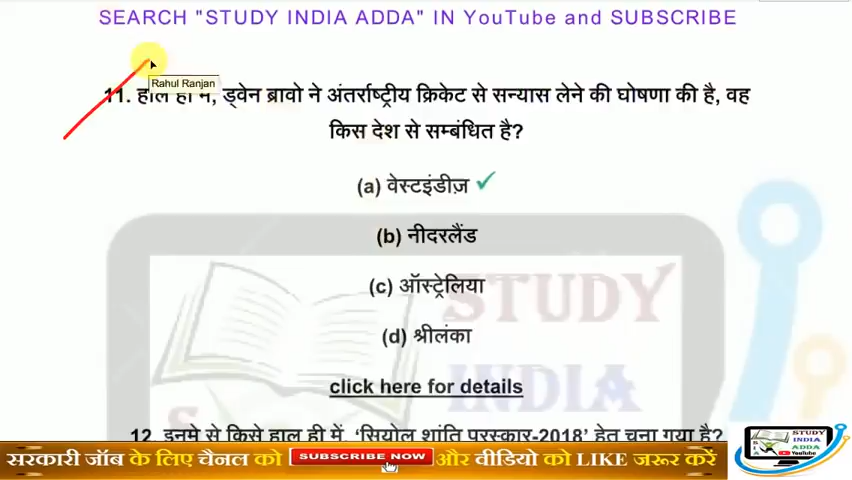 SEARCH "STUDY INDIA ADDA" IN YouTube and SUBSCRIBE
Rahul Ranjan
11. हाल ही में, ड्वेन ब्रावो ने अंतर्राष्ट्रीय क्रिकेट से सन्यास लेने की घोषणा की है, वह
किस देश से सम्बंधित है?
(a) वेस्टइंडीज़
(b) नीदरलैंड
(c) ऑस्ट्रेलिया
(d) श्रीलंका
STUDY
INDIA
click here for details
12. इनमे से किसे हाल ही में, ‘सियोल शांति पुरस्कार-2018’ हेतु चुना गया है?
सरकारी जॉब के लिए चैनल को SUBSCRIBE NOW और वीडियो को LIKE जरूर करें
STUDY
INDIA
ADDA
YouTube